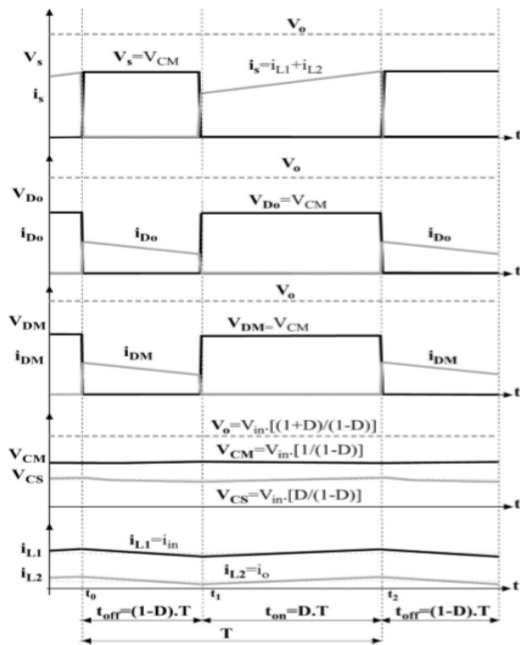 Vo
Vs
Vs=VCM
is=iL1+iL2
is
t
Vo
VDo
VDo=VCM
iDo
iDo
iDo
t
Vo
VDM
VDM=VCM
iDM
iDM
iDM
t
Vo=Vin.[(1+D)/(1-D)]
VCM
VCM=Vin.[1/(1-D)]
VCS
VCS=Vin.[D/(1-D)]
t
iL1
iL1=iin
iL2
iL2=io
t0
t1
t2
t
toff=(1-D).T
ton=D.T
toff=(1-D).T
T